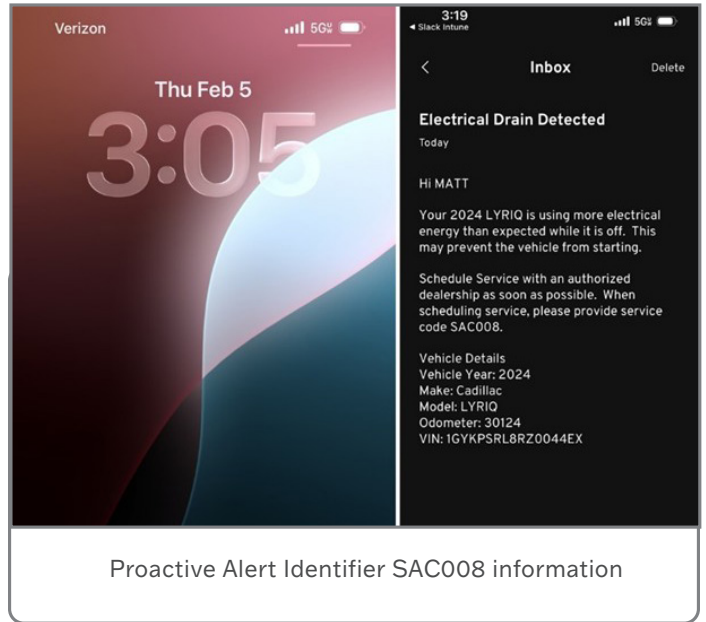 Verizon
5G
Thu Feb 5
3:05
3:19
Slack Intune
5G
Inbox
Delete
Electrical Drain Detected
Today
Hi MATT
Your 2024 LYRIQ is using more electrical
energy than expected while it is off. This
may prevent the vehicle from starting.
Schedule Service with an authorized
dealership as soon as possible. When
scheduling service, please provide service
code SAC008.
Vehicle Details
Vehicle Year: 2024
Make: Cadillac
Model: LYRIQ
Odometer: 30124
VIN: 1GYKPSRL8RZ0044EX
Proactive Alert Identifier SAC008 information